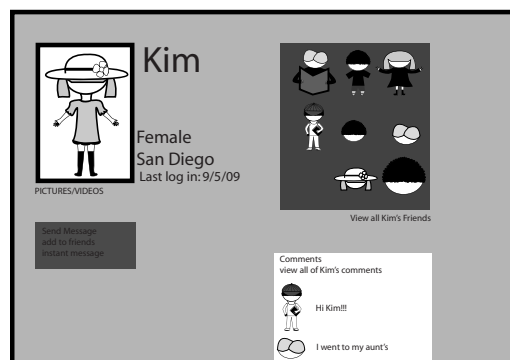 Kim
Female
San Diego
Last log in: 9/5/09
PICTURES/VIDEOS
Send Message
add to friends
instant message
View all Kim's Friends
Comments
view all of Kim's comments
Hi Kim!!!
I went to my aunt's